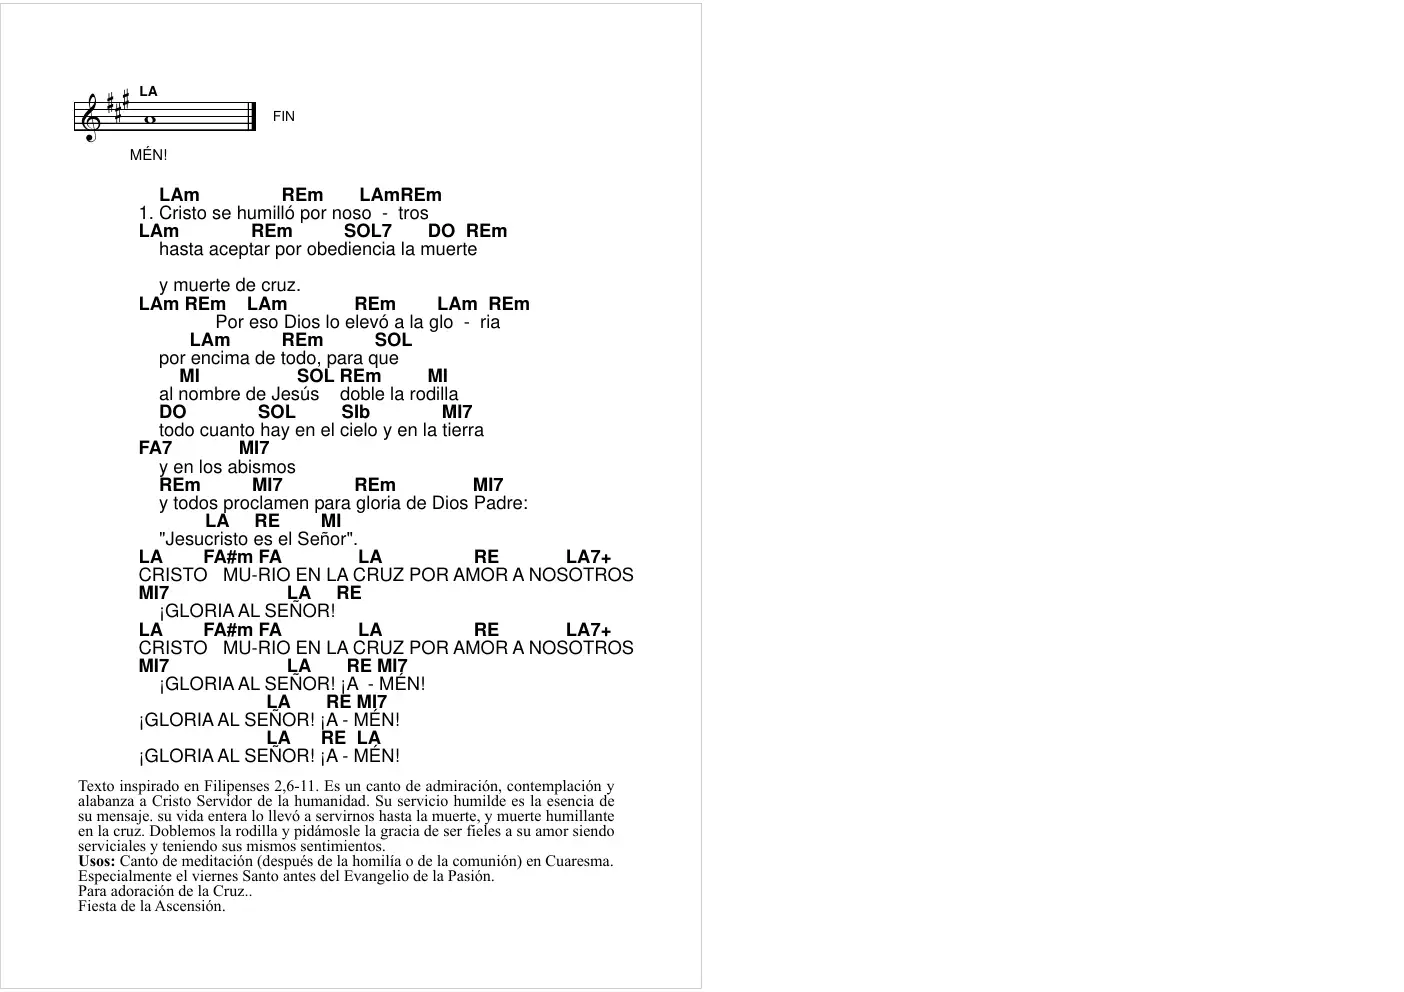 LA
FIN
MÉN!
LAm REm LAmREm
1. Cristo se humilló por noso - tros
LAm REm SOL7 DO REm
hasta aceptar por obediencia la muerte
y muerte de cruz.
LAm REm LAm REm LAm REm
Por eso Dios lo elevó a la glo - ria
LAm REm SOL
por encima de todo, para que
MI SOL REm MI
al nombre de Jesús doble la rodilla
DO SOL SIb MI7
todo cuanto hay en el cielo y en la tierra
FA7 MI7
y en los abismos
REm MI7 REm MI7
y todos proclamen para gloria de Dios Padre:
LA RE MI
"Jesucristo es el Señor".
LA FA#m FA LA RE LA7+
CRISTO MU-RIO EN LA CRUZ POR AMOR A NOSOTROS
MI7 LA RE
¡GLORIA AL SEÑOR!
LA FA#m FA LA RE LA7+
CRISTO MU-RIO EN LA CRUZ POR AMOR A NOSOTROS
MI7 LA RE MI7
¡GLORIA AL SEÑOR! ¡A - MÉN!
LA RE MI7
¡GLORIA AL SEÑOR! ¡A - MÉN!
LA RE LA
¡GLORIA AL SEÑOR! ¡A - MÉN!
Texto inspirado en Filipenses 2,6-11. Es un canto de admiración, contemplación y
alabanza a Cristo Servidor de la humanidad. Su servicio humilde es la esencia de
su mensaje. su vida entera lo llevó a servirnos hasta la muerte, y muerte humillante
en la cruz. Doblemos la rodilla y pidámosle la gracia de ser fieles a su amor siendo
serviciales y teniendo sus mismos sentimientos.
Usos: Canto de meditación (después de la homilía o de la comunión) en Cuaresma.
Especialmente el viernes Santo antes del Evangelio de la Pasión.
Para adoración de la Cruz..
Fiesta de la Ascensión.